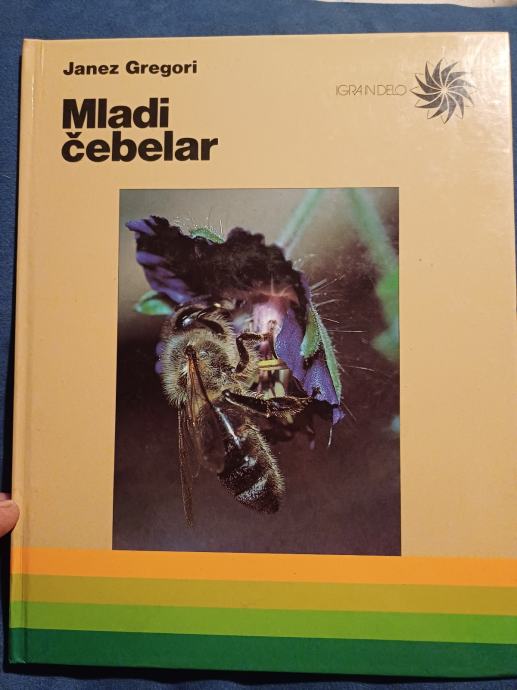 Janez Gregori
IGRA IN DELO
Mladi
čebelar